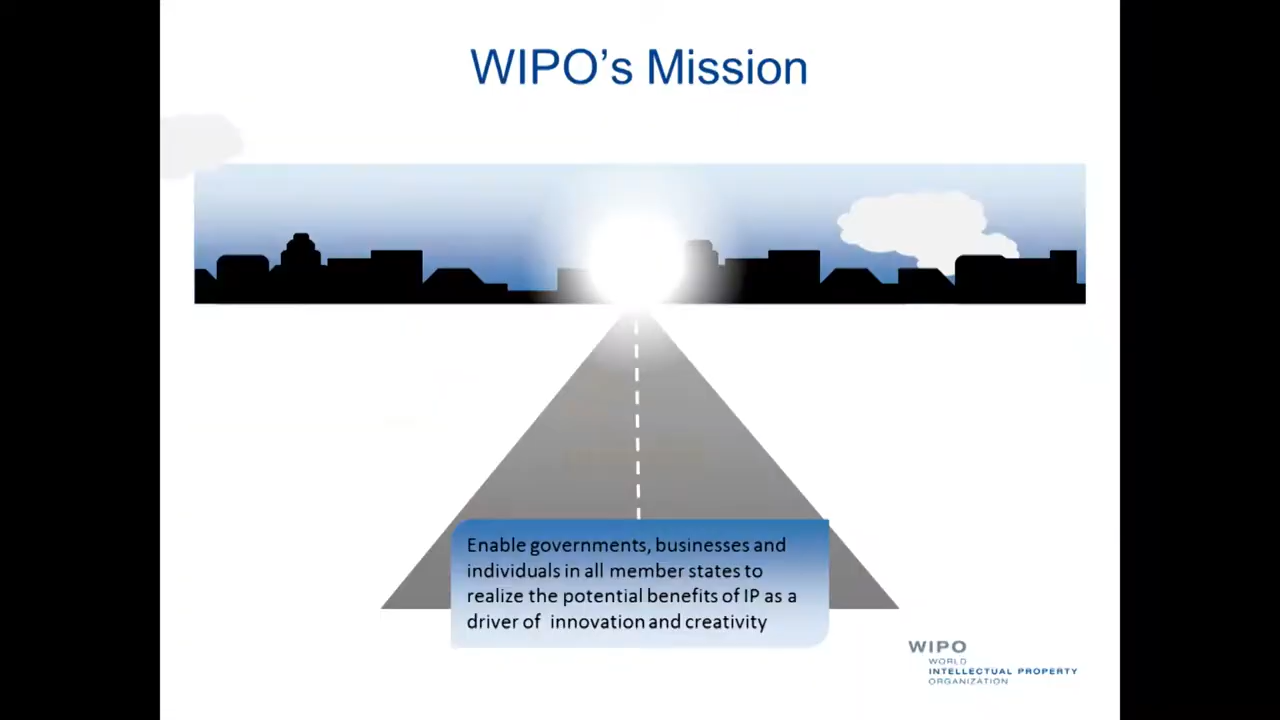 WIPO's Mission
Enable governments, businesses and
individuals in all member states to
realize the potential benefits of IP as a
driver of innovation and creativity
WIPO
WORLD
INTELLECTUAL PROPERTY
ORGANIZATION